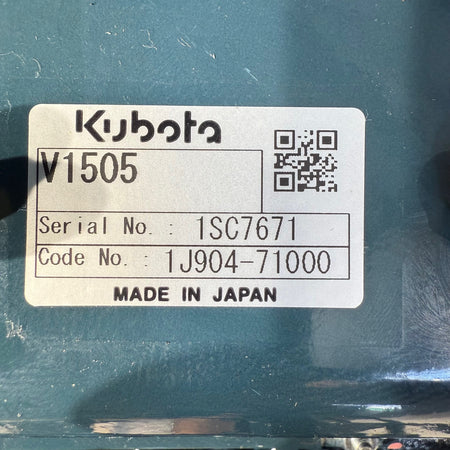 Kubota
V1505
Serial No. : 1SC7671
Code No. : 1J904-71000
MADE IN JAPAN